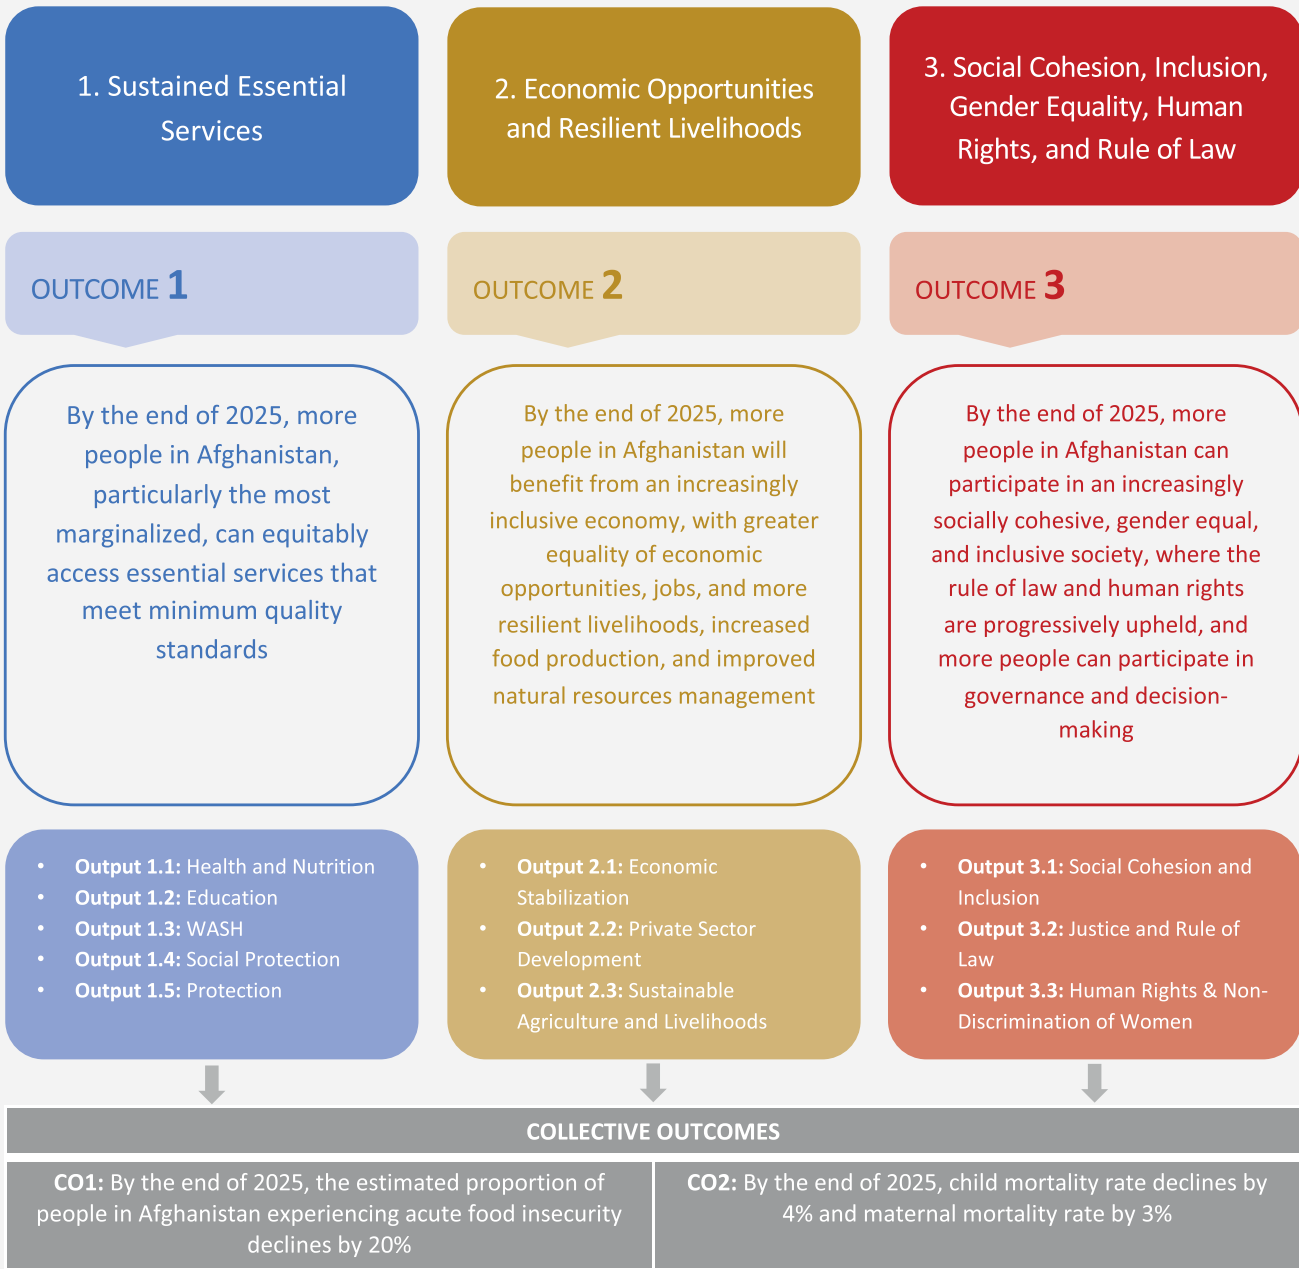 1. Sustained Essential
Services
2. Economic Opportunities
and Resilient Livelihoods
3. Social Cohesion, Inclusion,
Gender Equality, Human
Rights, and Rule of Law
OUTCOME 1
OUTCOME 2
OUTCOME 3
By the end of 2025, more
people in Afghanistan,
particularly the most
marginalized, can equitably
access essential services that
meet minimum quality
standards
By the end of 2025, more
people in Afghanistan will
benefit from an increasingly
inclusive economy, with greater
equality of economic
opportunities, jobs, and more
resilient livelihoods, increased
food production, and improved
natural resources management
By the end of 2025, more
people in Afghanistan can
participate in an increasingly
socially cohesive, gender equal,
and inclusive society, where the
rule of law and human rights
are progressively upheld, and
more people can participate in
governance and decision-
making
• Output 1.1: Health and Nutrition
• Output 1.2: Education
• Output 1.3: WASH
• Output 1.4: Social Protection
• Output 1.5: Protection
• Output 2.1: Economic
Stabilization
• Output 2.2: Private Sector
Development
• Output 2.3: Sustainable
Agriculture and Livelihoods
• Output 3.1: Social Cohesion and
Inclusion
• Output 3.2: Justice and Rule of
Law
• Output 3.3: Human Rights & Non-
Discrimination of Women
COLLECTIVE OUTCOMES
CO1: By the end of 2025, the estimated proportion of
people in Afghanistan experiencing acute food insecurity
declines by 20%
CO2: By the end of 2025, child mortality rate declines by
4% and maternal mortality rate by 3%